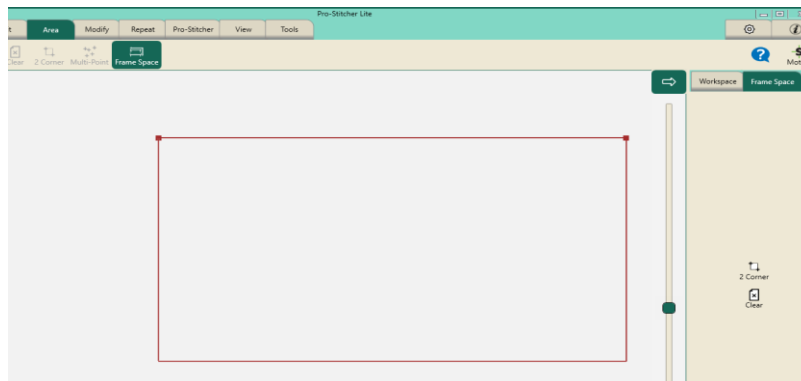 Pro-Stitcher Lite
t Area Modify Repeat Pro-Stitcher View Tools
Clear 2 Corner Multi-Point Frame Space
Mot
Workspace Frame Space
2 Corner
Clear